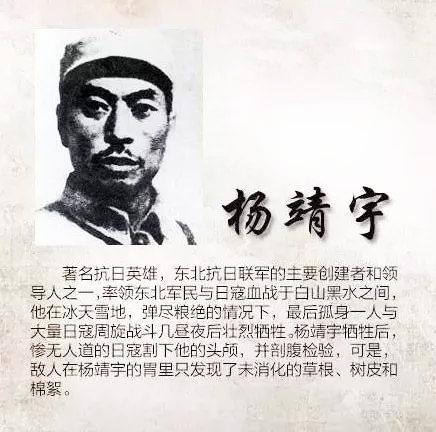 杨靖宇
著名抗日英雄，东北抗日联军的主要创建者和领
导人之一，率领东北军民与日寇血战于白山黑水之间，
他在冰天雪地，弹尽粮绝的情况下，最后孤身一人与
大量日寇周旋战斗几昼夜后壮烈牺牲。杨靖宇牺牲后，
惨无人道的日寇割下他的头颅，并剖腹检验，可是，
敌人在杨靖宇的胃里只发现了未消化的草根、树皮和
棉絮。